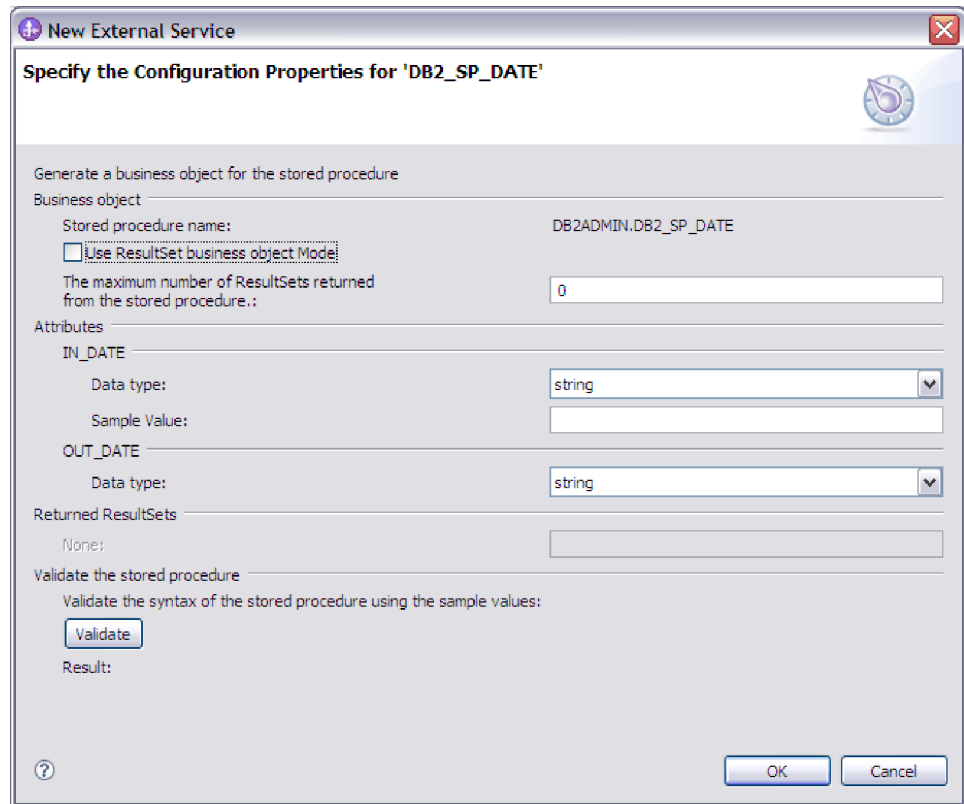 New External Service
Specify the Configuration Properties for 'DB2_SP_DATE'
Generate a business object for the stored procedure
Business object
Stored procedure name: DB2ADMIN.DB2_SP_DATE
Use ResultSet business object Mode
The maximum number of ResultSets returned
from the stored procedure.: 0
Attributes
IN_DATE
Data type: string
Sample Value:
OUT_DATE
Data type: string
Returned ResultSets
None:
Validate the stored procedure
Validate the syntax of the stored procedure using the sample values:
Validate
Result:
? OK Cancel